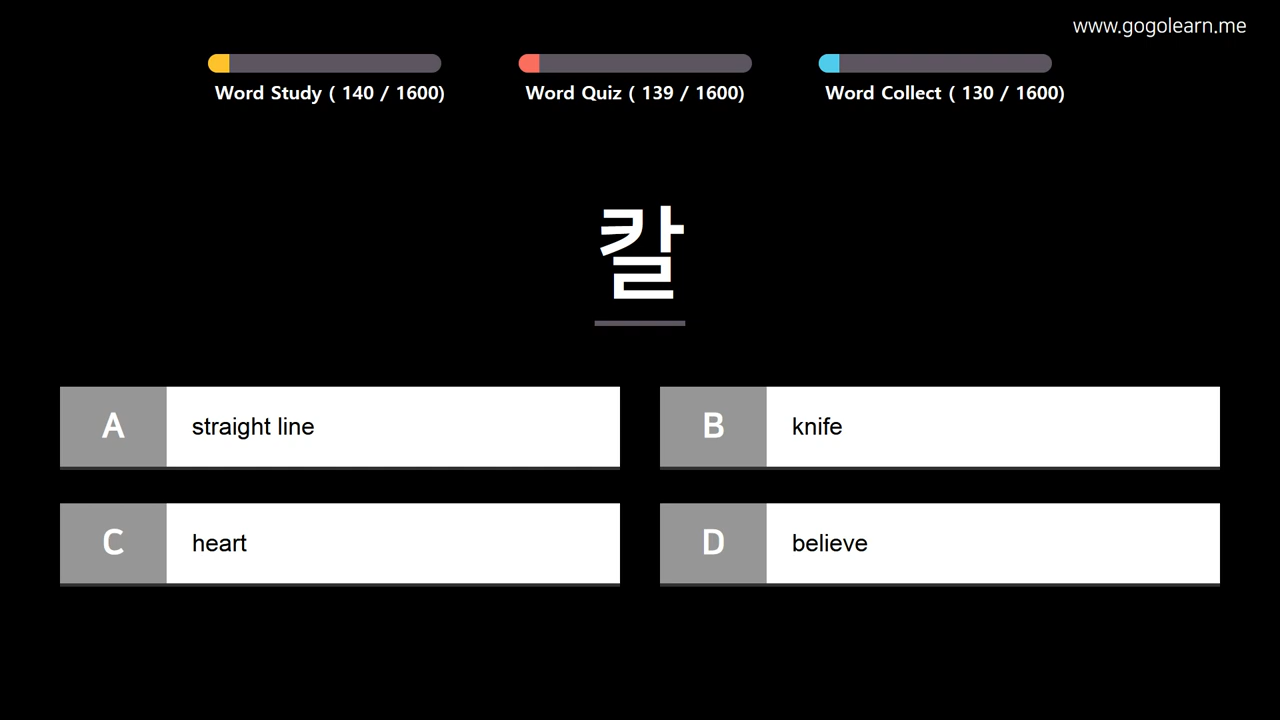 www.gogolearn.me
Word Study ( 140 / 1600)
Word Quiz ( 139 / 1600)
Word Collect ( 130 / 1600)
칼
A straight line
B knife
C heart
D believe